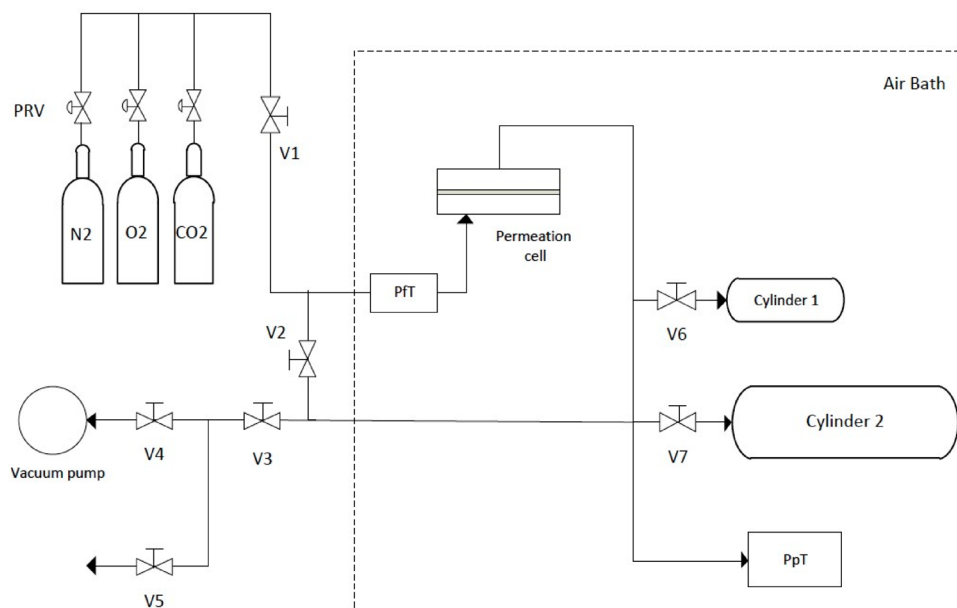 Air Bath
PRV
V1
N2
O2
CO2
Permeation
cell
PfT
Cylinder 1
V2
V6
Cylinder 2
V4
V3
V7
Vacuum pump
PpT
V5